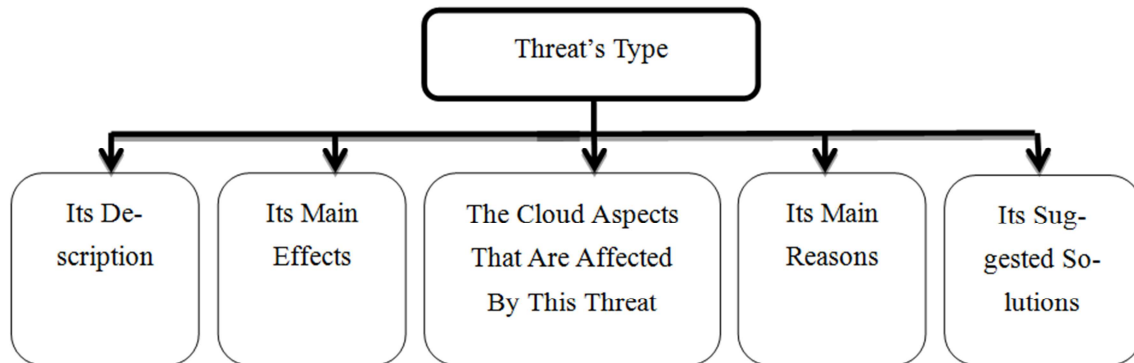 Threat’s Type
Its De-
scription
Its Main
Effects
The Cloud Aspects
That Are Affected
By This Threat
Its Main
Reasons
Its Sug-
gested So-
lutions